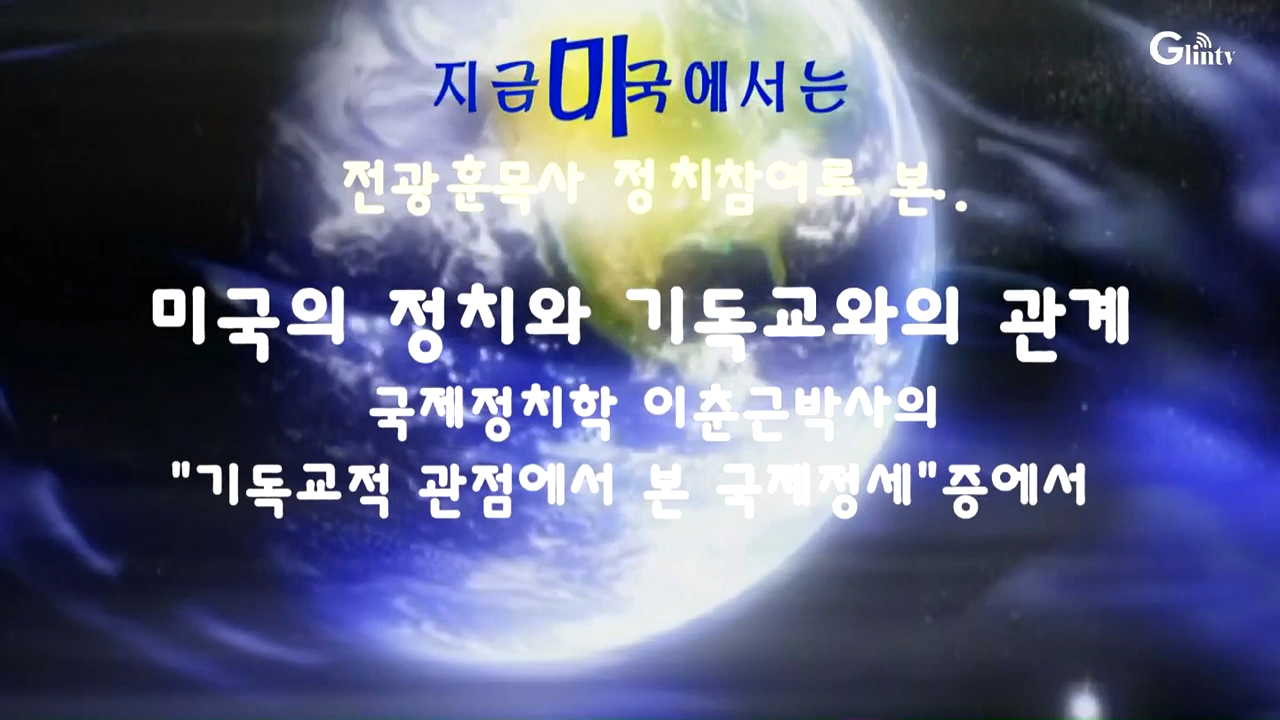 지금미국에서는
Glintv
전광훈목사 정치참여로 본..
미국의 정치와 기독교와의 관계
국제정치학 이춘근박사의
"기독교적 관점에서 본 국제정세"증에서